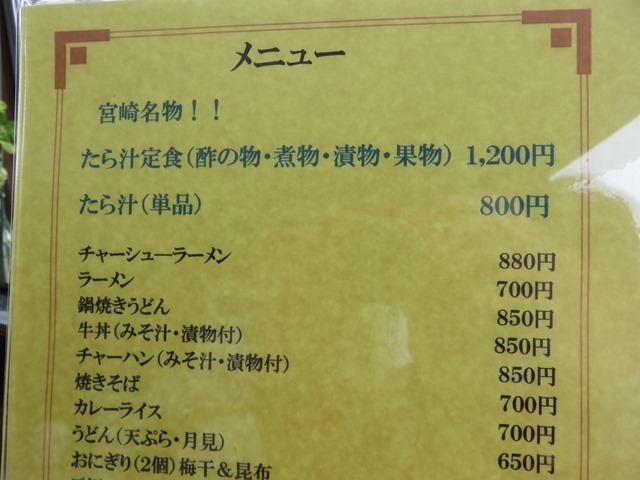 メニュー
宮崎名物！！
たら汁定食(酢の物・煮物・漬物・果物) 1,200円
たら汁(単品) 800円
チャーシューラーメン 880円
ラーメン 700円
鍋焼きうどん 850円
牛丼(みそ汁・漬物付) 850円
チャーハン(みそ汁・漬物付) 850円
焼きそば 700円
カレーライス 700円
うどん(天ぷら・月見) 650円
おにぎり(2個)梅干＆昆布